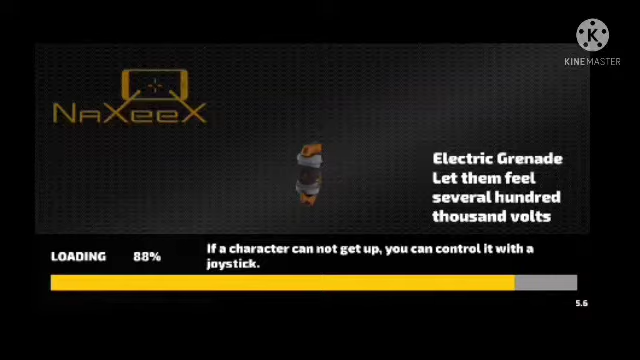 KINEMASTER
NAXEEX
Electric Grenade
Let them feel
several hundred
thousand volts
LOADING 88% If a character can not get up, you can control it with a
joystick.
5.6